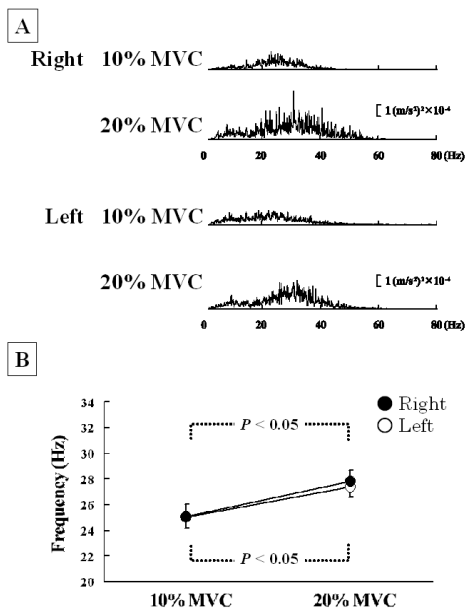 A
Right 10% MVC
20% MVC
1 (m/s²)²×10⁻⁴
0 20 40 60 80 (Hz)
Left 10% MVC
20% MVC
1 (m/s²)²×10⁻⁴
0 20 40 60 80 (Hz)
B
Frequency (Hz)
34
32
30
28
26
24
22
20
Right
Left
P < 0.05
P < 0.05
10% MVC 20% MVC